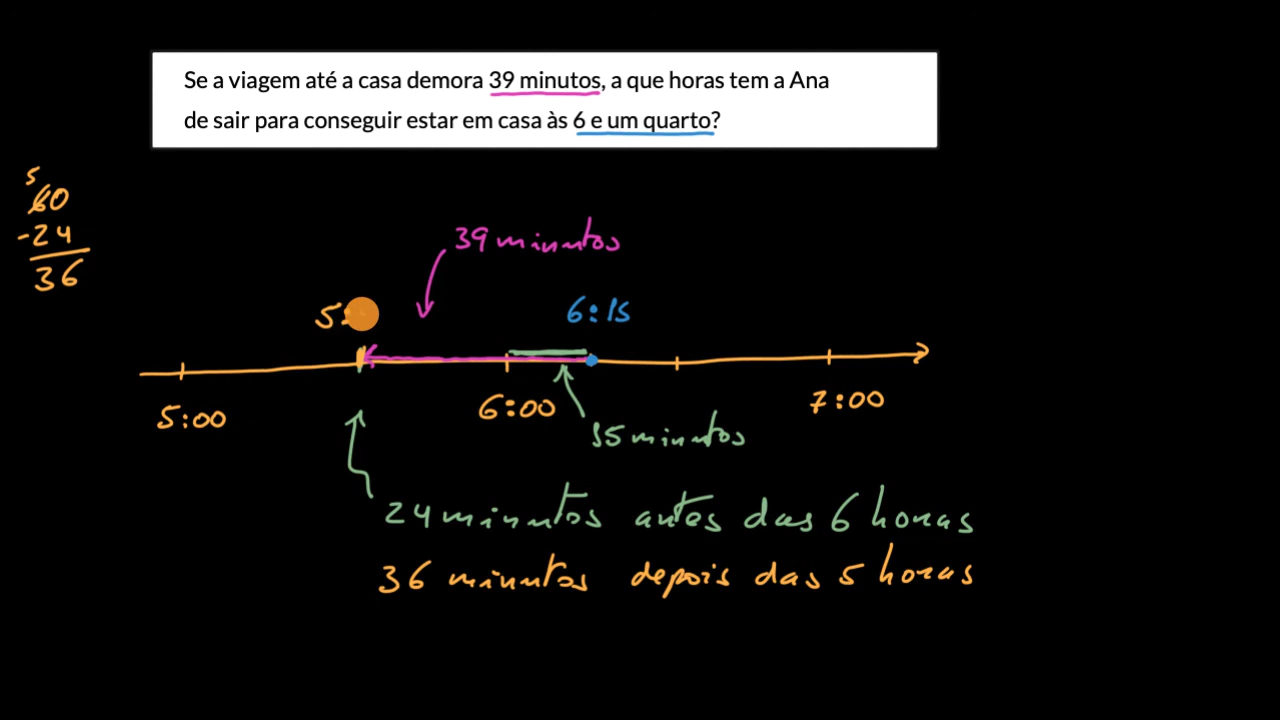 Se a viagem até a casa demora 39 minutos, a que horas tem a Ana
de sair para conseguir estar em casa às 6 e um quarto?
5
60
-24
36
39 minutos
5:
6:15
5:00
6:00
7:00
15 minutos
24 minutos antes das 6 horas
36 minutos depois das 5 horas